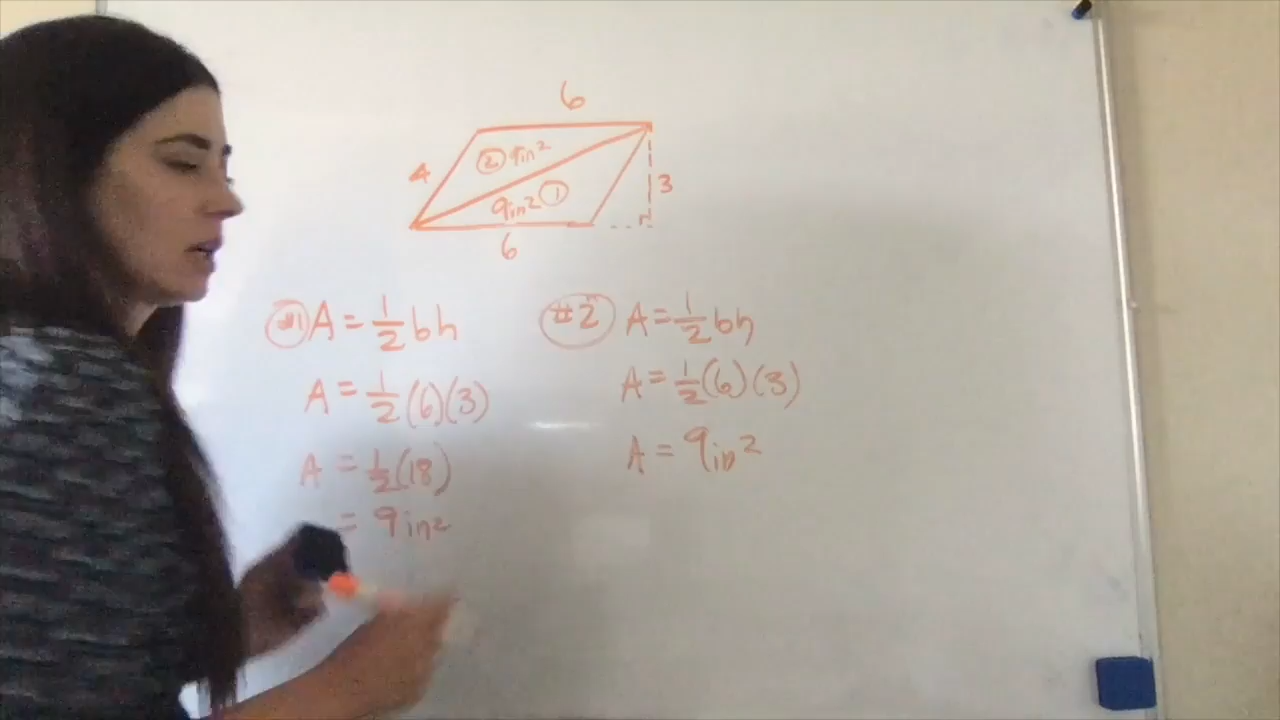 6
4
② 9in²
9in² ①
3
6
#1 A = 1/2 bh
A = 1/2 (6)(3)
A = 1/2 (18)
= 9in²
#2 A = 1/2 bh
A = 1/2 (6)(3)
A = 9in²